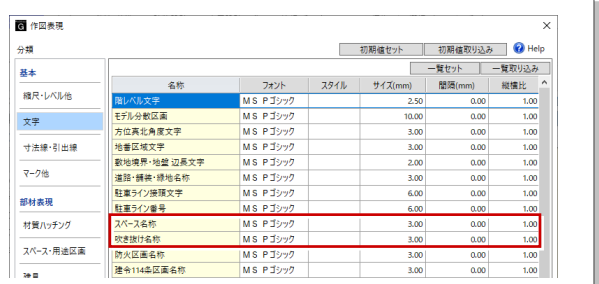 G 作図表現 ×
分類 初期値セット 初期値取り込み ? Help
一覧セット 一覧取り込み
基本
縮尺・レベル他
文字
寸法線・引出線
マーク他
部材表現
材質ハッチング
スペース・用途区画
建具
名称 フォント スタイル サイズ(mm) 間隔(mm) 縦横比
階レベル文字 ＭＳ Ｐゴシック 2.50 0.00 1.00
モデル分散区画 ＭＳ Ｐゴシック 10.00 0.00 1.00
方位真北角度文字 ＭＳ Ｐゴシック 3.00 0.00 1.00
地番区域文字 ＭＳ Ｐゴシック 3.00 0.00 1.00
敷地境界・地盤 辺長文字 ＭＳ Ｐゴシック 2.00 0.00 1.00
道路・舗装・緑地名称 ＭＳ Ｐゴシック 3.00 0.00 1.00
駐車ライン接頭文字 ＭＳ Ｐゴシック 6.00 0.00 1.00
駐車ライン番号 ＭＳ Ｐゴシック 6.00 0.00 1.00
スペース名称 ＭＳ Ｐゴシック 3.00 0.00 1.00
吹き抜け名称 ＭＳ Ｐゴシック 3.00 0.00 1.00
防火区画名称 ＭＳ Ｐゴシック 3.00 0.00 1.00
建令114条区画名称 ＭＳ Ｐゴシック 3.00 0.00 1.00